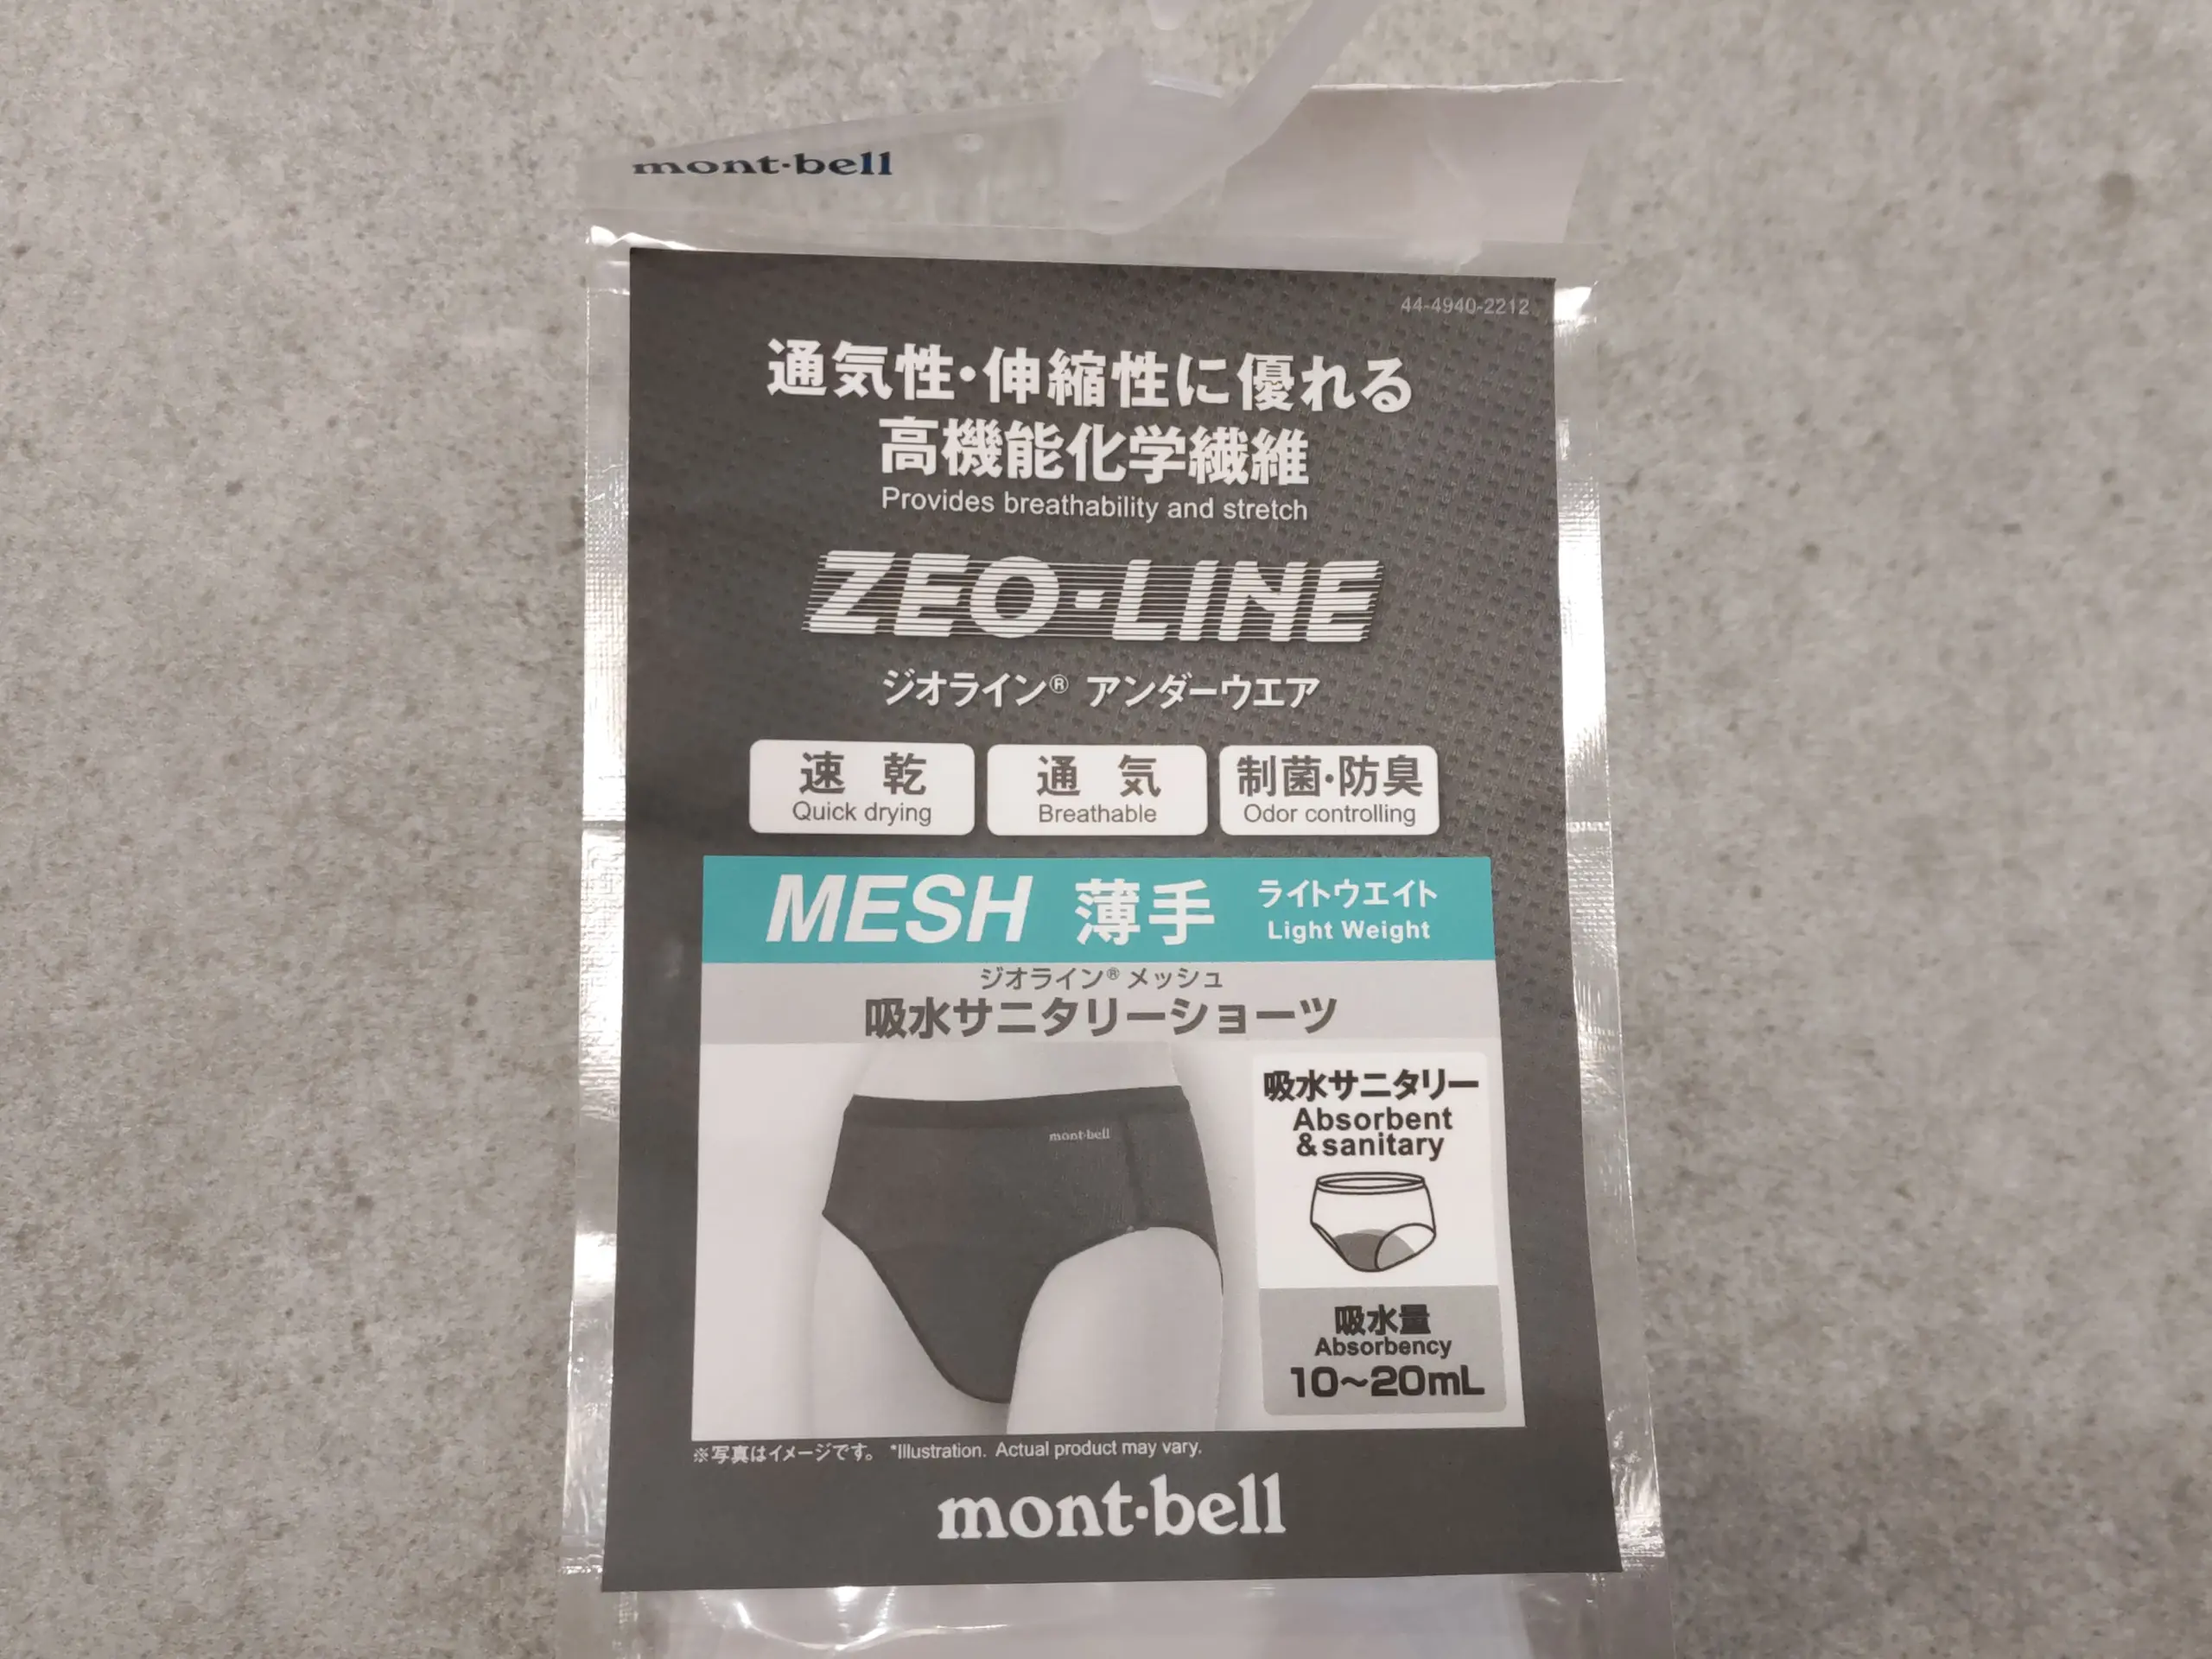 mont·bell
44-4940-2212
通気性・伸縮性に優れる
高機能化学繊維
Provides breathability and stretch
ZEO-LINE
ジオライン® アンダーウエア
速乾
Quick drying
通気
Breathable
制菌・防臭
Odor controlling
MESH 薄手
ライトウエイト
Light Weight
ジオライン® メッシュ
吸水サニタリーショーツ
mont·bell
吸水サニタリー
Absorbent
&sanitary
吸水量
Absorbency
10~20mL
※写真はイメージです。 *Illustration. Actual product may vary.
mont·bell